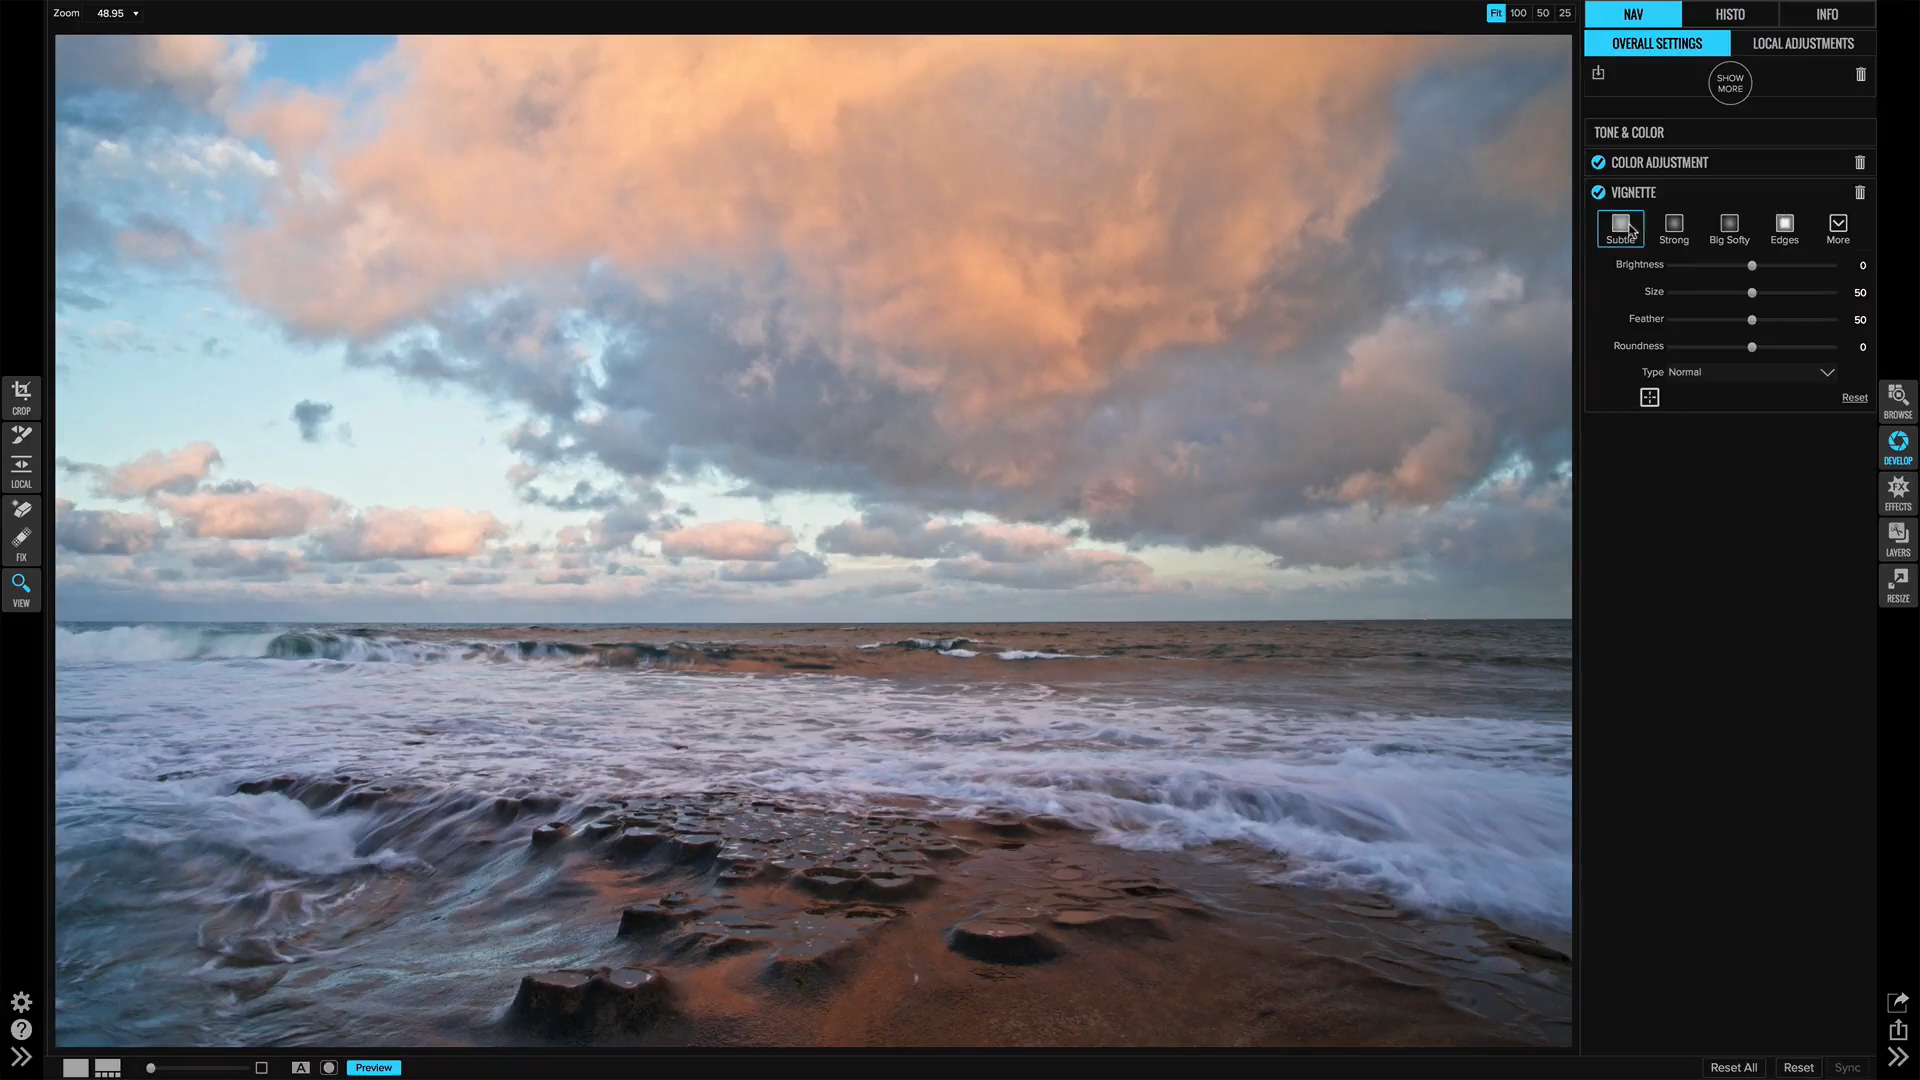 Zoom 48.95
Fit 100 50 25
NAV HISTO INFO
OVERALL SETTINGS LOCAL ADJUSTMENTS
SHOW
MORE
TONE & COLOR
COLOR ADJUSTMENT
VIGNETTE
Subtle Strong Big Softy Edges More
Brightness 0
Size 50
Feather 50
Roundness 0
Type Normal
Reset
CROP
LOCAL
FIX
VIEW
BROWSE
DEVELOP
FX
EFFECTS
LAYERS
RESIZE
?
A Preview
Reset All Reset Sync